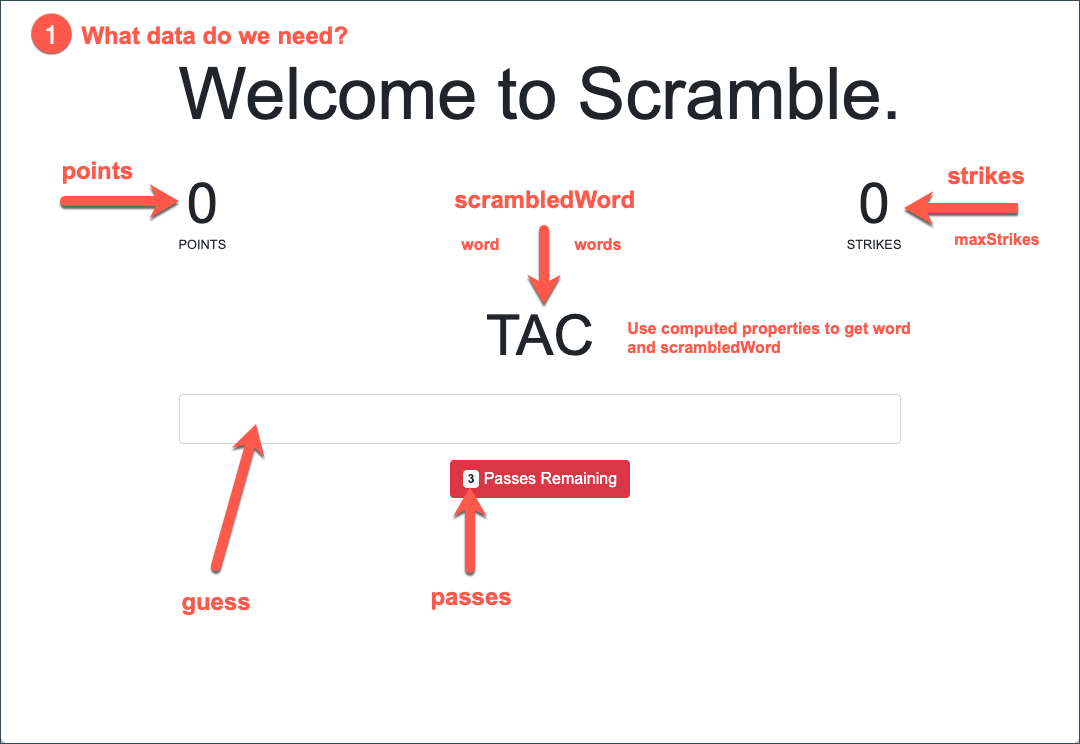 1 What data do we need?
Welcome to Scramble.
points
0
POINTS
scrambledWord
word words
strikes
0
STRIKES
maxStrikes
TAC
Use computed properties to get word
and scrambledWord
3 Passes Remaining
guess
passes